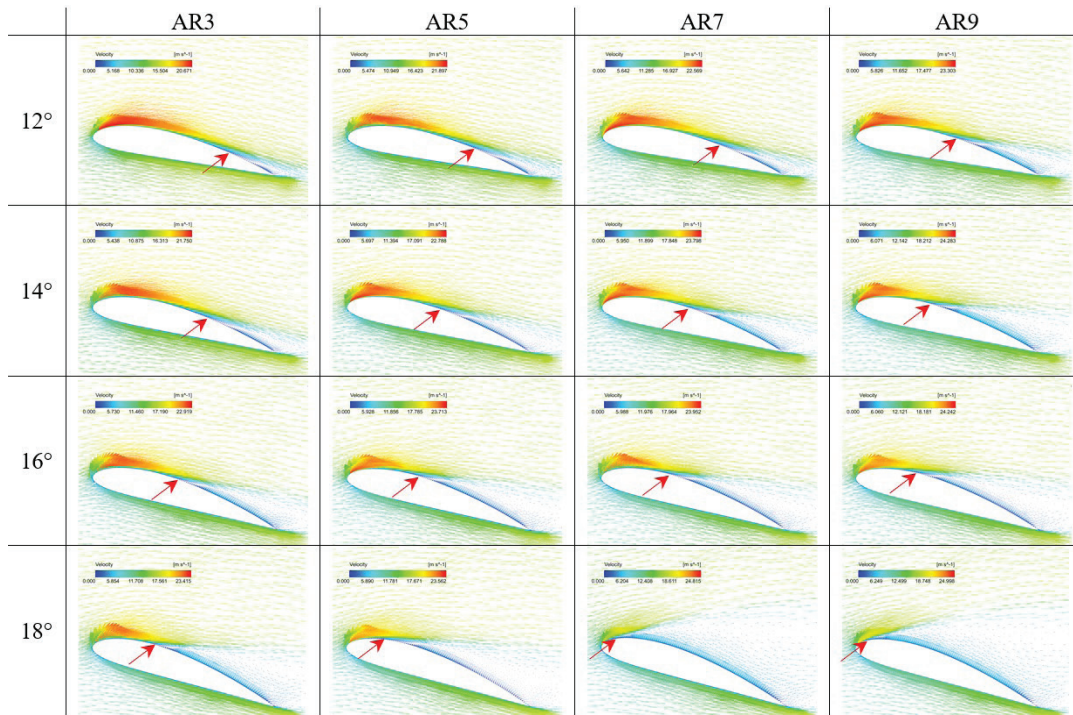 AR3 AR5 AR7 AR9
12°
Velocity [m s^-1]
0.000 5.168 10.336 15.504 20.671
Velocity [m s^-1]
0.000 5.474 10.949 16.423 21.897
Velocity [m s^-1]
0.000 5.642 11.285 16.927 22.569
Velocity [m s^-1]
0.000 5.826 11.652 17.477 23.303
14°
Velocity [m s^-1]
0.000 5.438 10.875 16.313 21.750
Velocity [m s^-1]
0.000 5.697 11.394 17.091 22.788
Velocity [m s^-1]
0.000 5.950 11.899 17.849 23.798
Velocity [m s^-1]
0.000 6.071 12.142 18.212 24.283
16°
Velocity [m s^-1]
0.000 5.730 11.460 17.190 22.919
Velocity [m s^-1]
0.000 5.928 11.856 17.785 23.713
Velocity [m s^-1]
0.000 5.988 11.976 17.964 23.952
Velocity [m s^-1]
0.000 6.060 12.121 18.181 24.242
18°
Velocity [m s^-1]
0.000 5.854 11.708 17.561 23.415
Velocity [m s^-1]
0.000 5.890 11.781 17.671 23.562
Velocity [m s^-1]
0.000 6.204 12.408 18.611 24.815
Velocity [m s^-1]
0.000 6.249 12.499 18.748 24.998